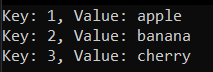 Key: 1, Value: apple
Key: 2, Value: banana
Key: 3, Value: cherry